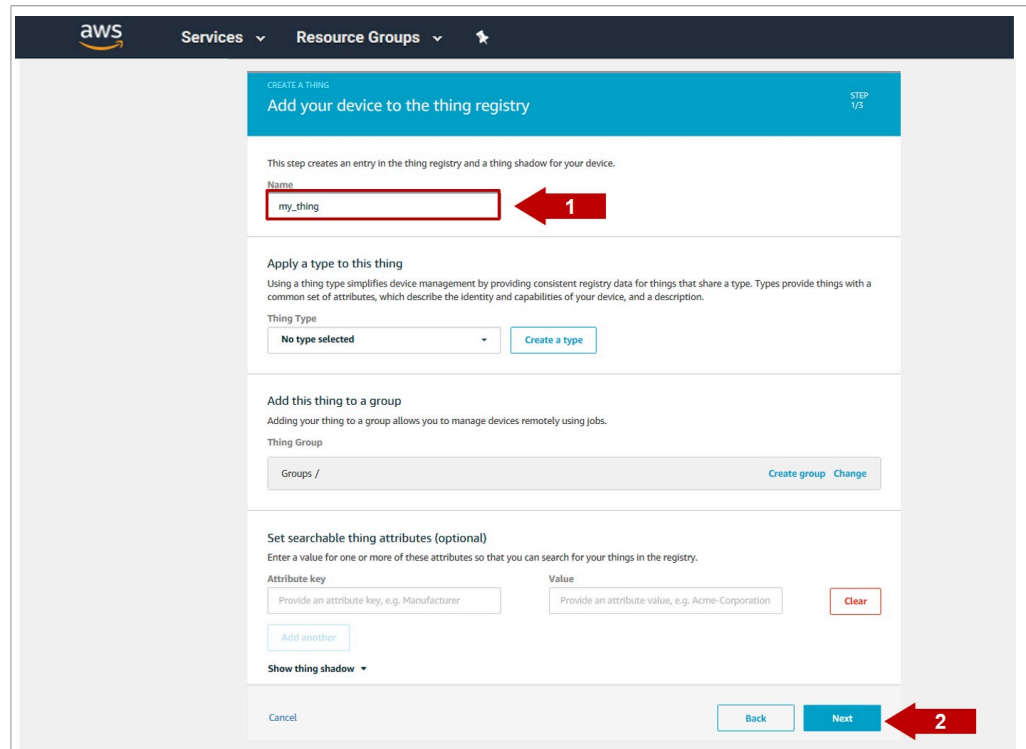 aws Services Resource Groups
CREATE A THING
Add your device to the thing registry
STEP
1/3
This step creates an entry in the thing registry and a thing shadow for your device.
Name
my_thing
1
Apply a type to this thing
Using a thing type simplifies device management by providing consistent registry data for things that share a type. Types provide things with a
common set of attributes, which describe the identity and capabilities of your device, and a description.
Thing Type
No type selected Create a type
Add this thing to a group
Adding your thing to a group allows you to manage devices remotely using jobs.
Thing Group
Groups / Create group Change
Set searchable thing attributes (optional)
Enter a value for one or more of these attributes so that you can search for your things in the registry.
Attribute key Value
Provide an attribute key, e.g. Manufacturer Provide an attribute value, e.g. Acme-Corporation Clear
Add another
Show thing shadow
Cancel Back Next 2